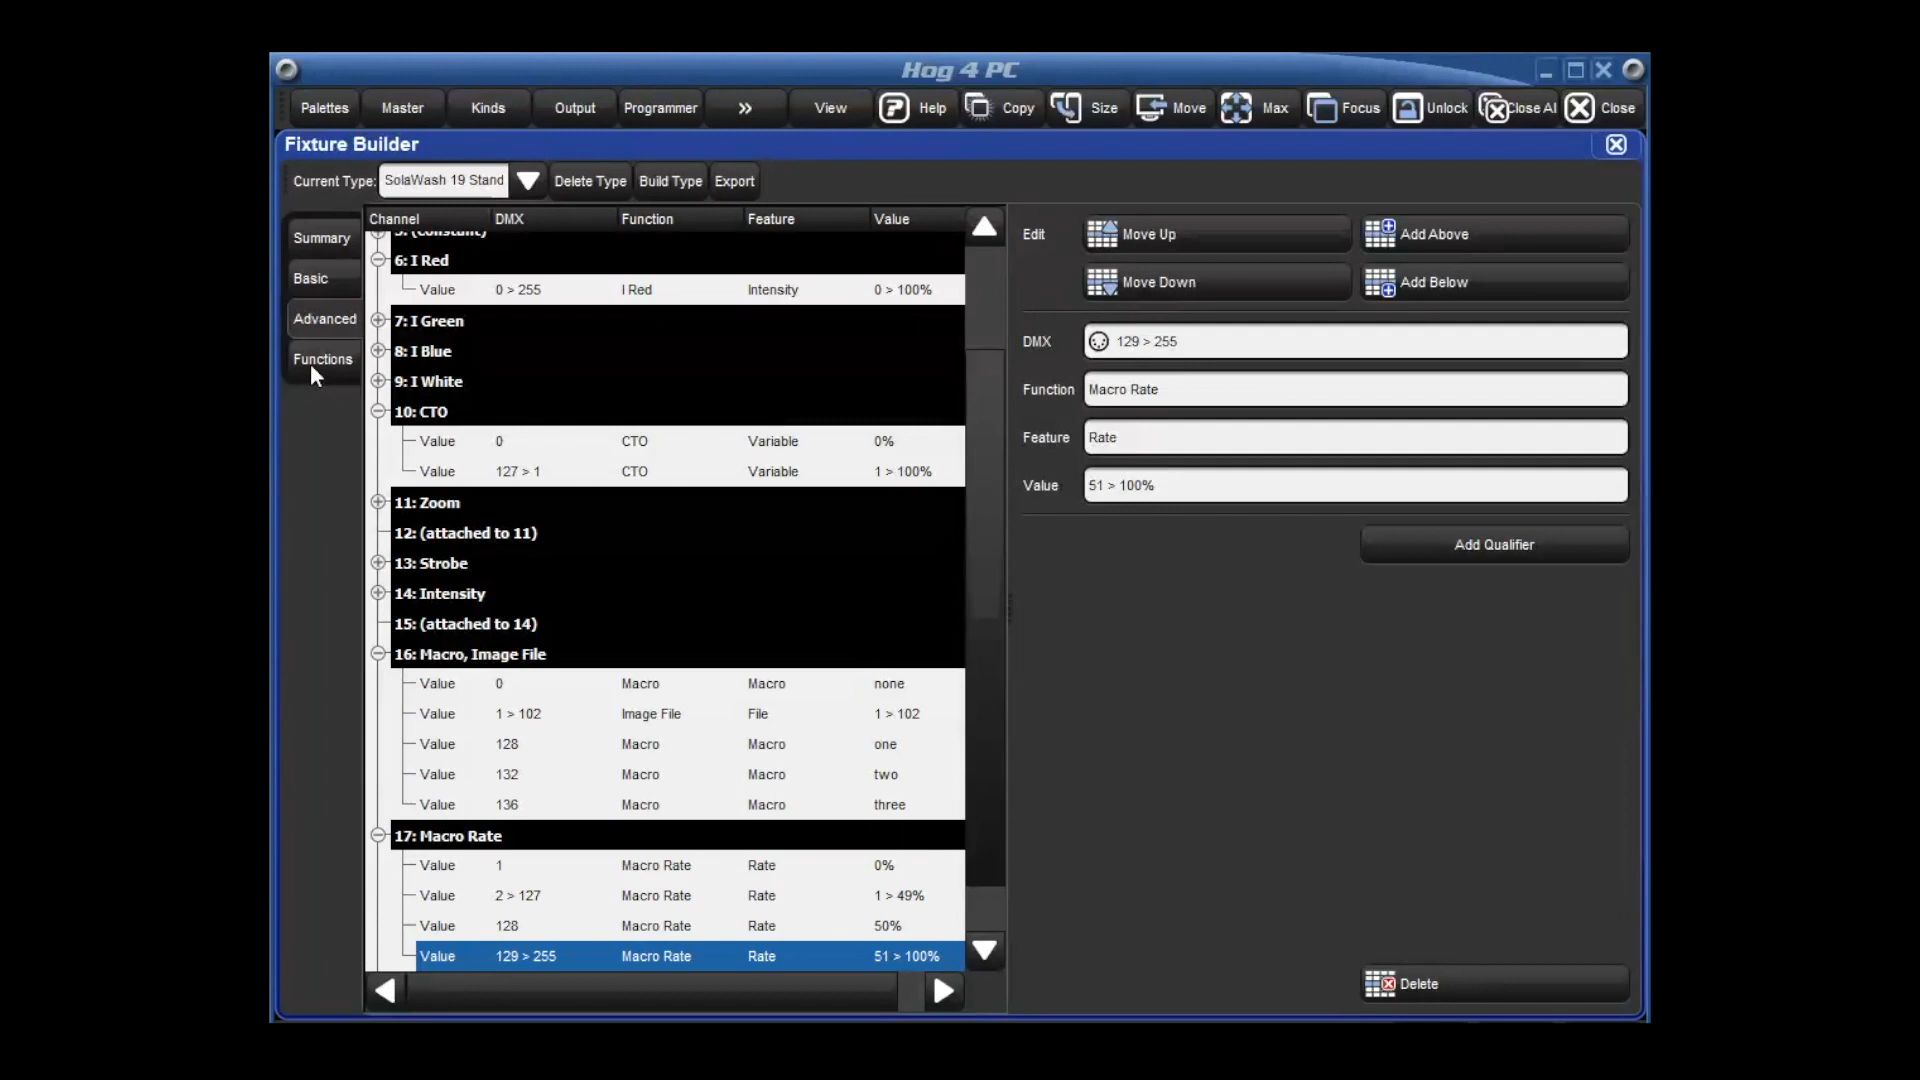 Hog 4 PC
Palettes Master Kinds Output Programmer » View Help Copy Size Move Max Focus Unlock Close Al Close
Fixture Builder
Current Type: SolaWash 19 Stand Delete Type Build Type Export
Summary
Basic
Advanced
Functions
Channel DMX Function Feature Value
5: (Constant)
6: I Red
Value 0 > 255 I Red Intensity 0 > 100%
7: I Green
8: I Blue
9: I White
10: CTO
Value 0 CTO Variable 0%
Value 127 > 1 CTO Variable 1 > 100%
11: Zoom
12: (attached to 11)
13: Strobe
14: Intensity
15: (attached to 14)
16: Macro, Image File
Value 0 Macro Macro none
Value 1 > 102 Image File File 1 > 102
Value 128 Macro Macro one
Value 132 Macro Macro two
Value 136 Macro Macro three
17: Macro Rate
Value 1 Macro Rate Rate 0%
Value 2 > 127 Macro Rate Rate 1 > 49%
Value 128 Macro Rate Rate 50%
Value 129 > 255 Macro Rate Rate 51 > 100%
Edit Move Up Add Above
Move Down Add Below
DMX 129 > 255
Function Macro Rate
Feature Rate
Value 51 > 100%
Add Qualifier
Delete